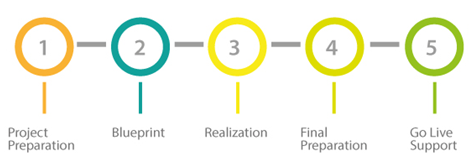 1 2 3 4 5
Project Preparation
Blueprint
Realization
Final Preparation
Go Live Support